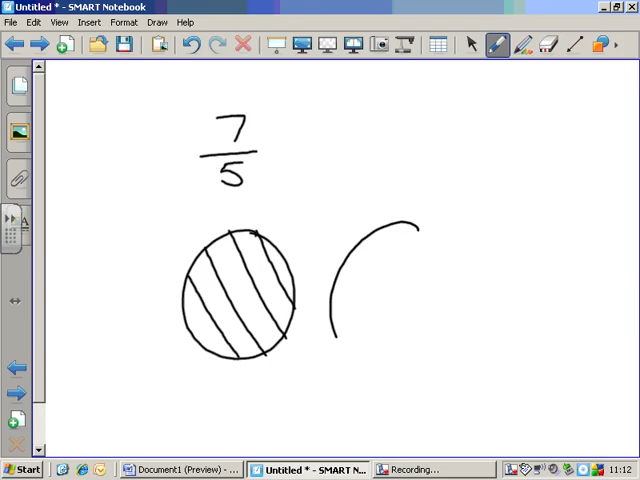 Untitled * - SMART Notebook
File Edit View Insert Format Draw Help
7
5
Start
Document1 (Preview) - ...
Untitled * - SMART N...
Recording...
11:12